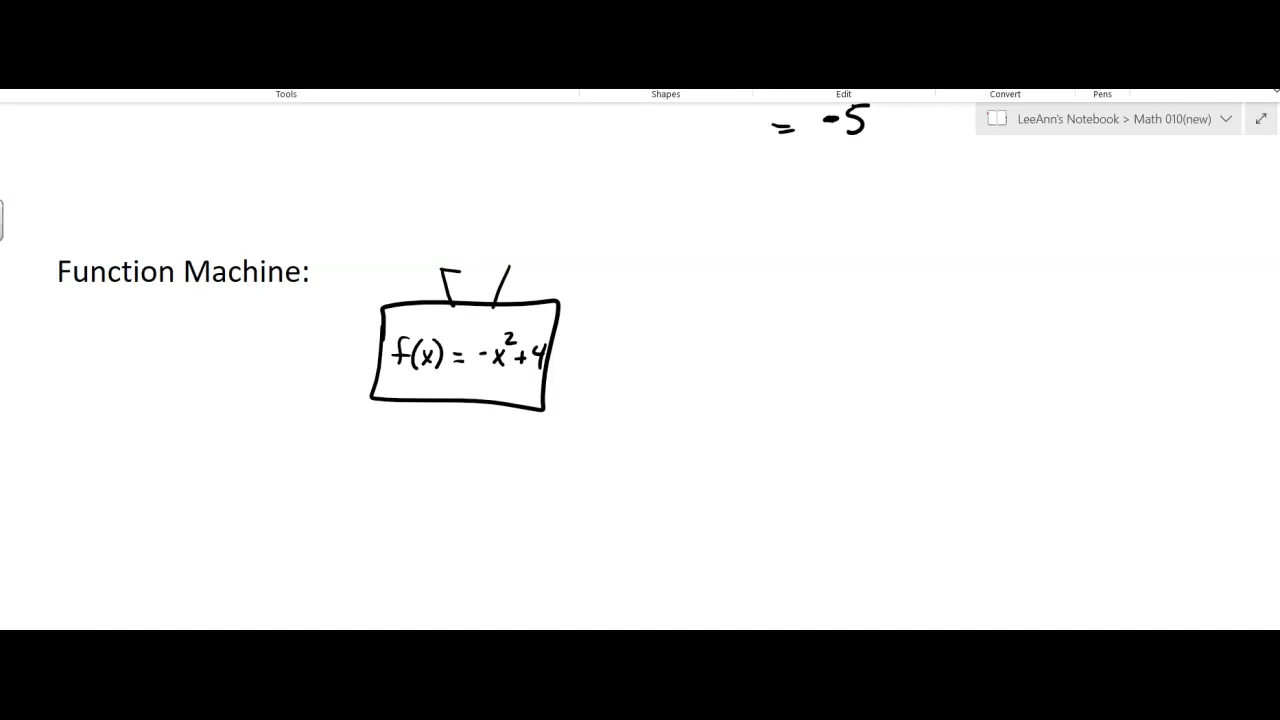 Tools Shapes Edit Convert Pens
= -5
LeeAnn's Notebook > Math 010(new)
Function Machine:
f(x) = -x²+4